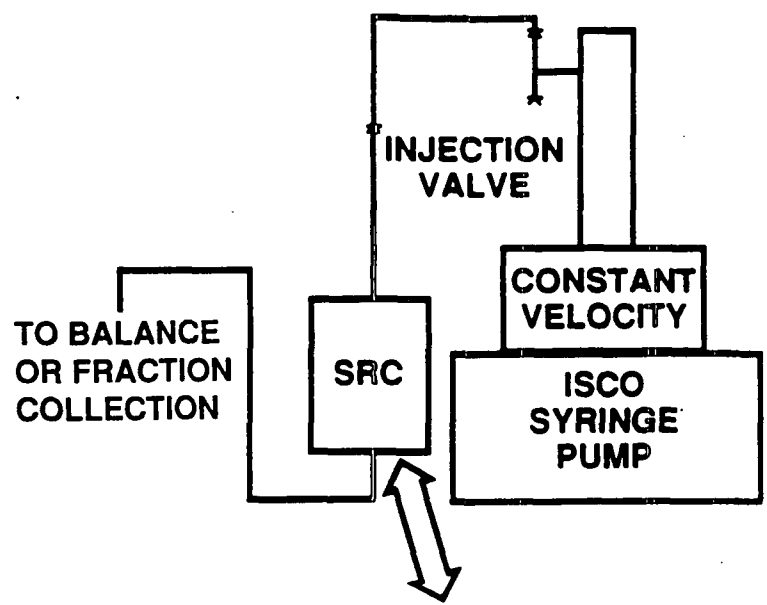 INJECTION
VALVE
CONSTANT
VELOCITY
TO BALANCE
OR FRACTION
COLLECTION
SRC
ISCO
SYRINGE
PUMP